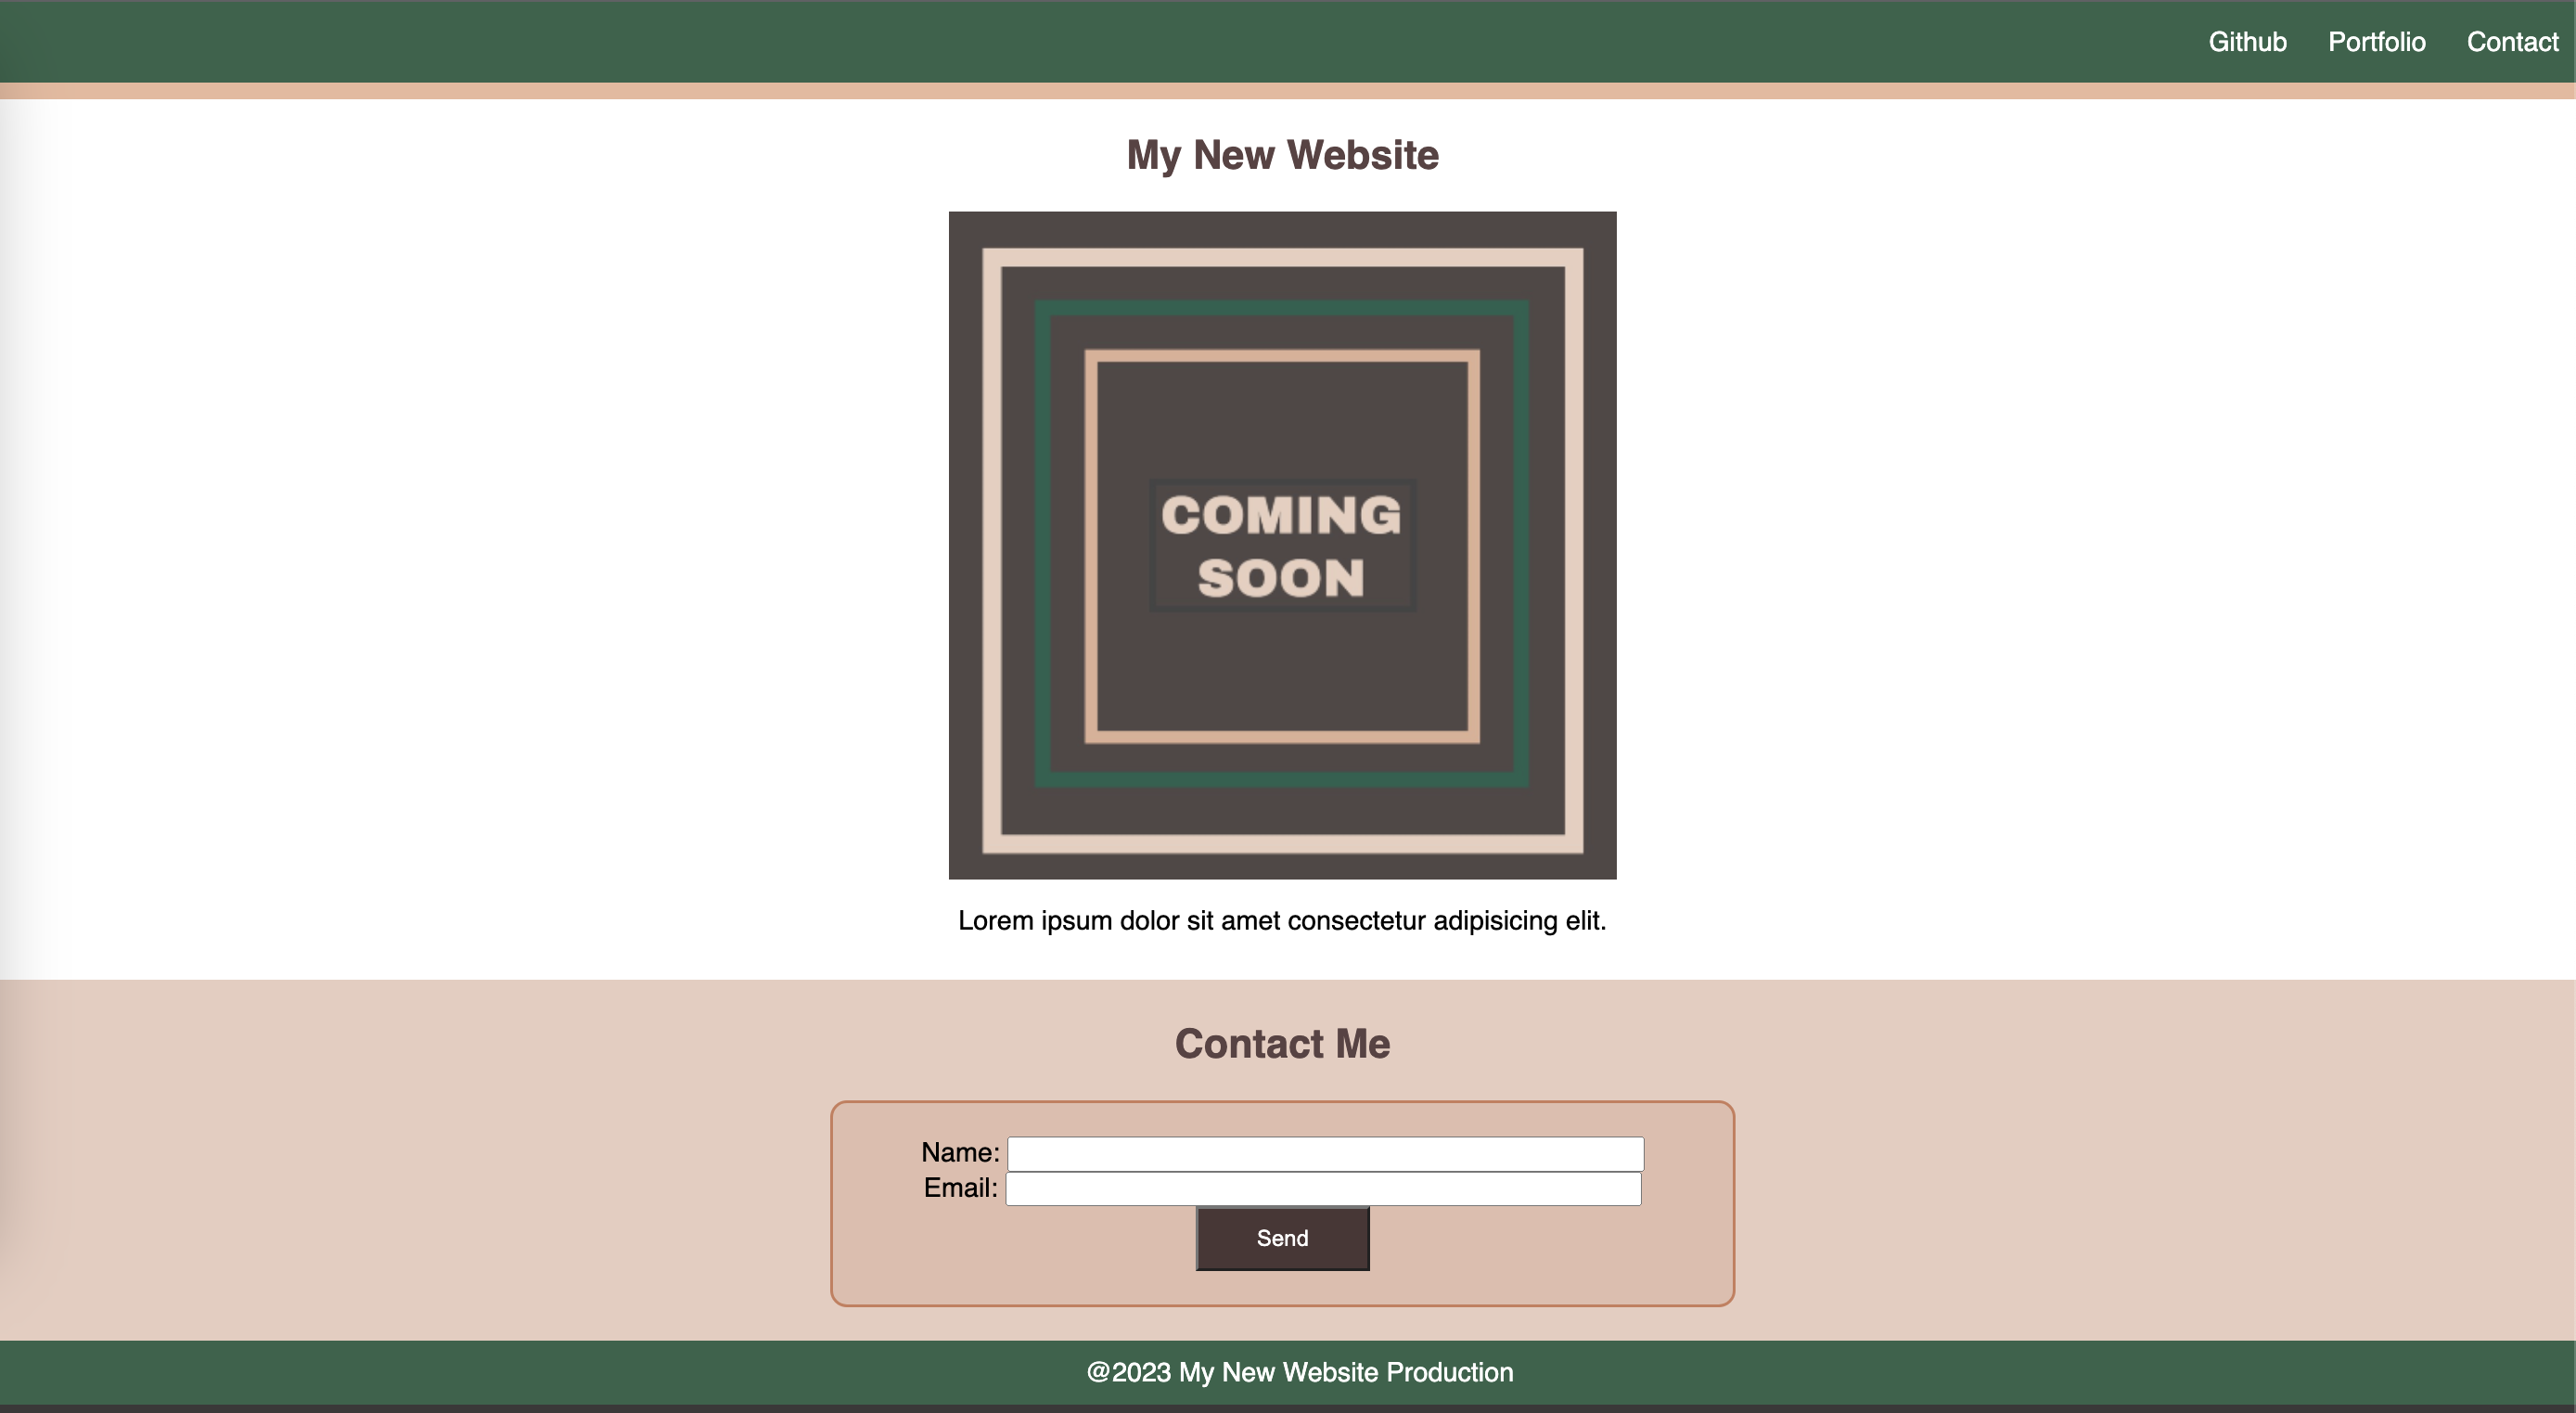 Github Portfolio Contact
My New Website
COMING
SOON
Lorem ipsum dolor sit amet consectetur adipisicing elit.
Contact Me
Name:
Email:
Send
@2023 My New Website Production